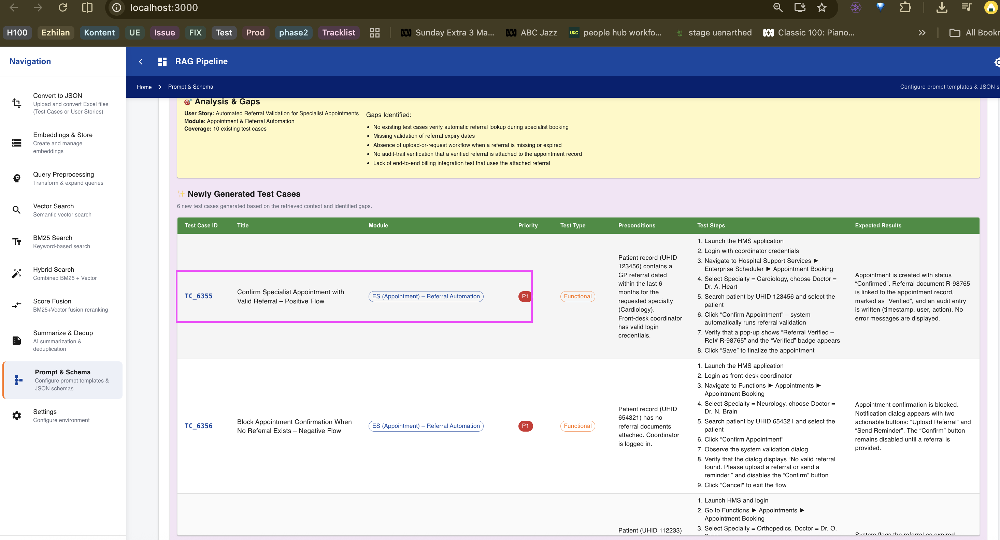 localhost:3000
H100 Ezhilan Kontent UE Issue FIX Test Prod phase2 Tracklist Sunday Extra 3 Ma... ABC Jazz UKG people hub workfo... stage uenarthed Classic 100: Piano... » All Bookr
Navigation
RAG Pipeline
Home > Prompt & Schema
Configure prompt templates & JSON s
Convert to JSON
Upload and convert Excel files
(Test Cases or User Stories)
Embeddings & Store
Create and manage
embeddings
Query Preprocessing
Transform & expand queries
Vector Search
Semantic vector search
BM25 Search
Keyword-based search
Hybrid Search
Combined BM25 + Vector
Score Fusion
BM25+Vector fusion reranking
Summarize & Dedup
AI summarization &
deduplication
Prompt & Schema
Configure prompt templates &
JSON schemas
Settings
Configure environment
Analysis & Gaps
User Story: Automated Referral Validation for Specialist Appointments
Module: Appointment & Referral Automation
Coverage: 10 existing test cases
Gaps Identified:
• No existing test cases verify automatic referral lookup during specialist booking
• Missing validation of referral expiry dates
• Absence of upload-or-request workflow when a referral is missing or expired
• No audit-trail verification that a verified referral is attached to the appointment record
• Lack of end-to-end billing integration test that uses the attached referral
Newly Generated Test Cases
6 new test cases generated based on the retrieved context and identified gaps.
Test Case ID Title Module Priority Test Type Preconditions Test Steps Expected Results
TC_6355
Confirm Specialist Appointment with
Valid Referral – Positive Flow
ES (Appointment) – Referral Automation
P1
Functional
Patient record (UHID
123456) contains a
GP referral dated
within the last 6
months for the
requested specialty
(Cardiology).
Front-desk coordinator
has valid login
credentials.
1. Launch the HMS application
2. Login with coordinator credentials
3. Navigate to Hospital Support Services ►
Enterprise Scheduler ► Appointment Booking
4. Select Specialty = Cardiology, choose Doctor =
Dr. A. Heart
5. Search patient by UHID 123456 and select the
patient
6. Click “Confirm Appointment” – system
automatically runs referral validation
7. Verify that a pop-up shows “Referral Verified –
Ref# R-98765” and the “Verified” badge appears
8. Click “Save” to finalize the appointment
Appointment is created with status
“Confirmed”. Referral document R-98765
is linked to the appointment record,
marked as “Verified”, and an audit entry
is written (timestamp, user, action). No
error messages are displayed.
TC_6356
Block Appointment Confirmation When
No Referral Exists – Negative Flow
ES (Appointment) – Referral Automation
P1
Functional
Patient record (UHID
654321) has no
referral documents
attached. Coordinator
is logged in.
1. Launch the HMS application
2. Login as front-desk coordinator
3. Navigate to Functions ► Appointments ►
Appointment Booking
4. Select Specialty = Neurology, choose Doctor =
Dr. N. Brain
5. Search patient by UHID 654321 and select the
patient
6. Click “Confirm Appointment"
7. Observe the system validation dialog
8. Verify that the dialog displays “No valid referral
found. Please upload a referral or send a
reminder.” and disables the “Confirm” button
9. Click “Cancel" to exit the flow
Appointment confirmation is blocked.
Notification dialog appears with two
actionable buttons: “Upload Referral” and
“Send Reminder”. The “Confirm” button
remains disabled until a referral is
provided.
Patient (UHID 112233)
1. Launch HMS and login
2. Go to Functions ► Appointments ►
Appointment Booking
3. Select Specialty = Orthopedics, Doctor = Dr. O.
System flags the referral as expired